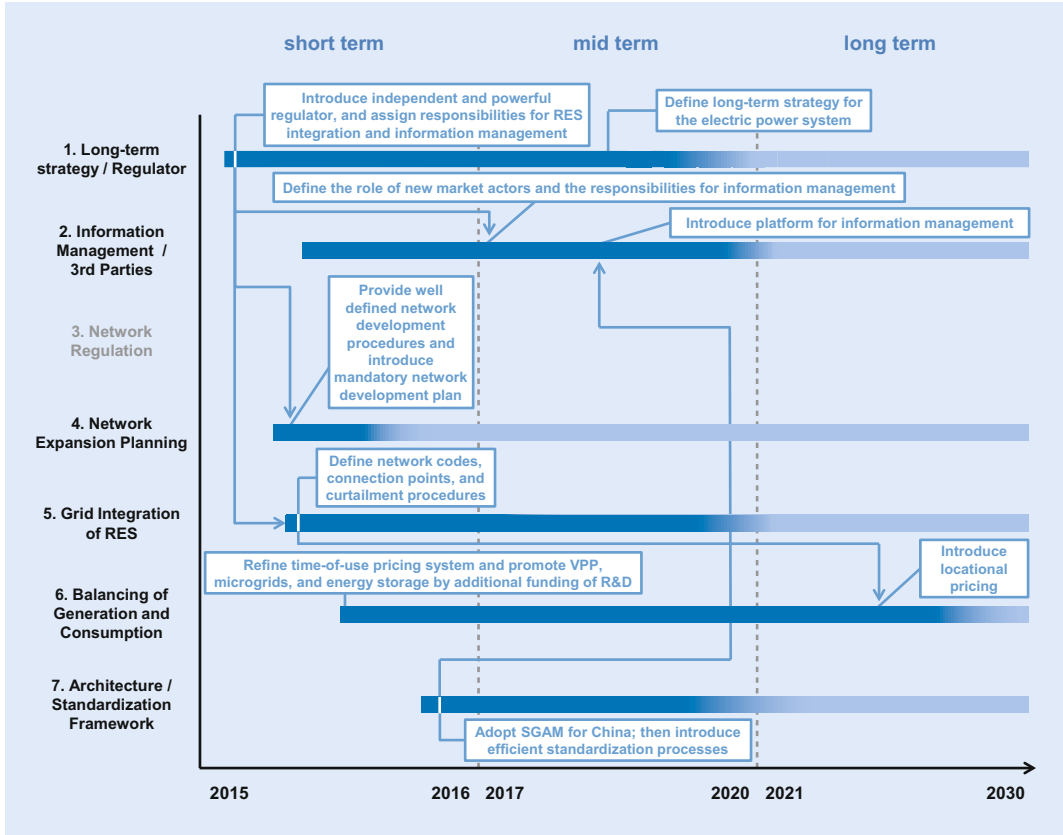 short term
mid term
long term
Introduce independent and powerful
regulator, and assign responsibilities for RES
integration and information management
Define long-term strategy for
the electric power system
1. Long-term
strategy / Regulator
Define the role of new market actors and the responsibilities for information management
Introduce platform for information management
2. Information
Management /
3rd Parties
Provide well
defined network
development
procedures and
introduce
mandatory network
development plan
3. Network
Regulation
4. Network
Expansion Planning
Define network codes,
connection points, and
curtailment procedures
5. Grid Integration
of RES
Refine time-of-use pricing system and promote VPP,
microgrids, and energy storage by additional funding of R&D
Introduce
locational
pricing
6. Balancing of
Generation and
Consumption
7. Architecture /
Standardization
Framework
Adopt SGAM for China; then introduce
efficient standardization processes
2015
2016
2017
2020
2021
2030